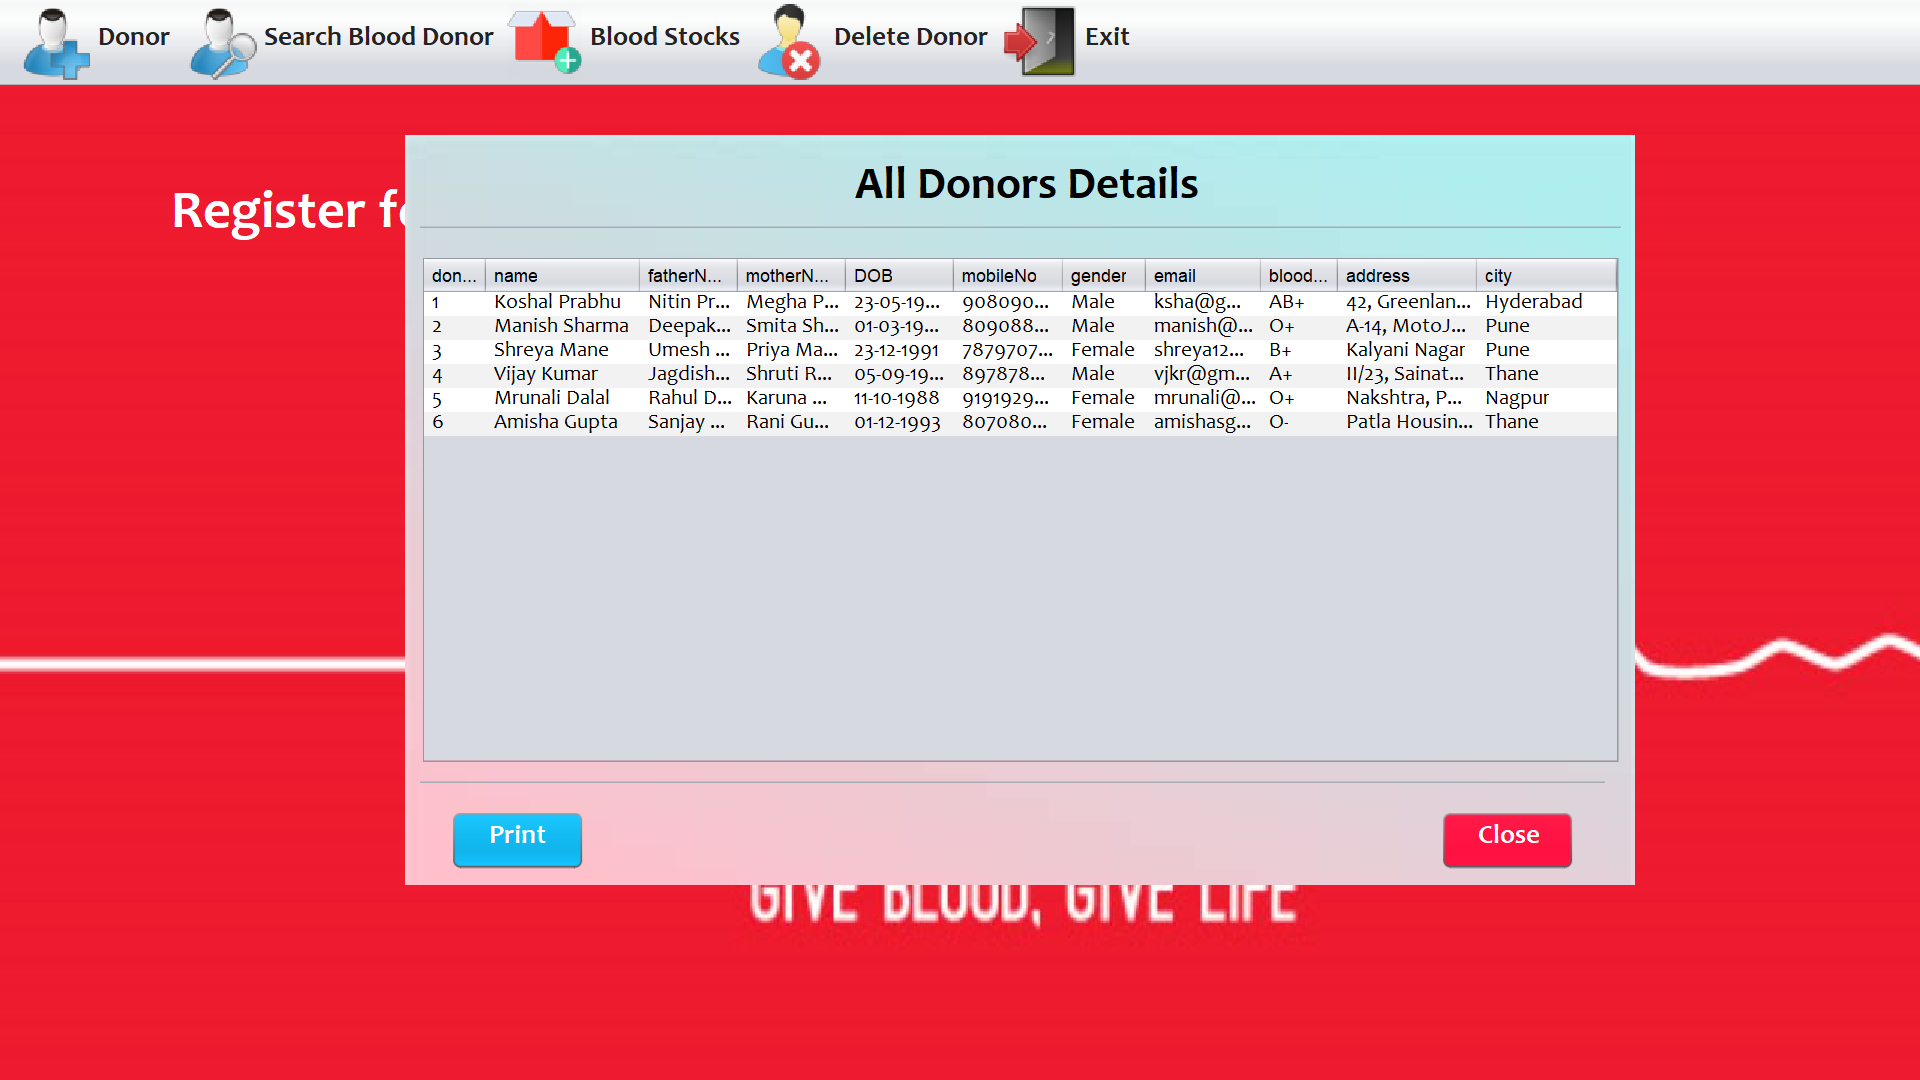 Donor Search Blood Donor Blood Stocks Delete Donor Exit
Register fo
All Donors Details
don... name fatherN... motherN... DOB mobileNo gender email blood... address city
1 Koshal Prabhu Nitin Pr... Megha P... 23-05-19... 908090... Male ksha@g... AB+ 42, Greenlan... Hyderabad
2 Manish Sharma Deepak... Smita Sh... 01-03-19... 809088... Male manish@... O+ A-14, MotoJ... Pune
3 Shreya Mane Umesh ... Priya Ma... 23-12-1991 7879707... Female shreya12... B+ Kalyani Nagar Pune
4 Vijay Kumar Jagdish... Shruti R... 05-09-19... 897878... Male vjkr@gm... A+ II/23, Sainat... Thane
5 Mrunali Dalal Rahul D... Karuna ... 11-10-1988 9191929... Female mrunali@... O+ Nakshtra, P... Nagpur
6 Amisha Gupta Sanjay ... Rani Gu... 01-12-1993 807080... Female amishasg... O- Patla Housin... Thane
Print Close
GIVE BLOOD, GIVE LIFE